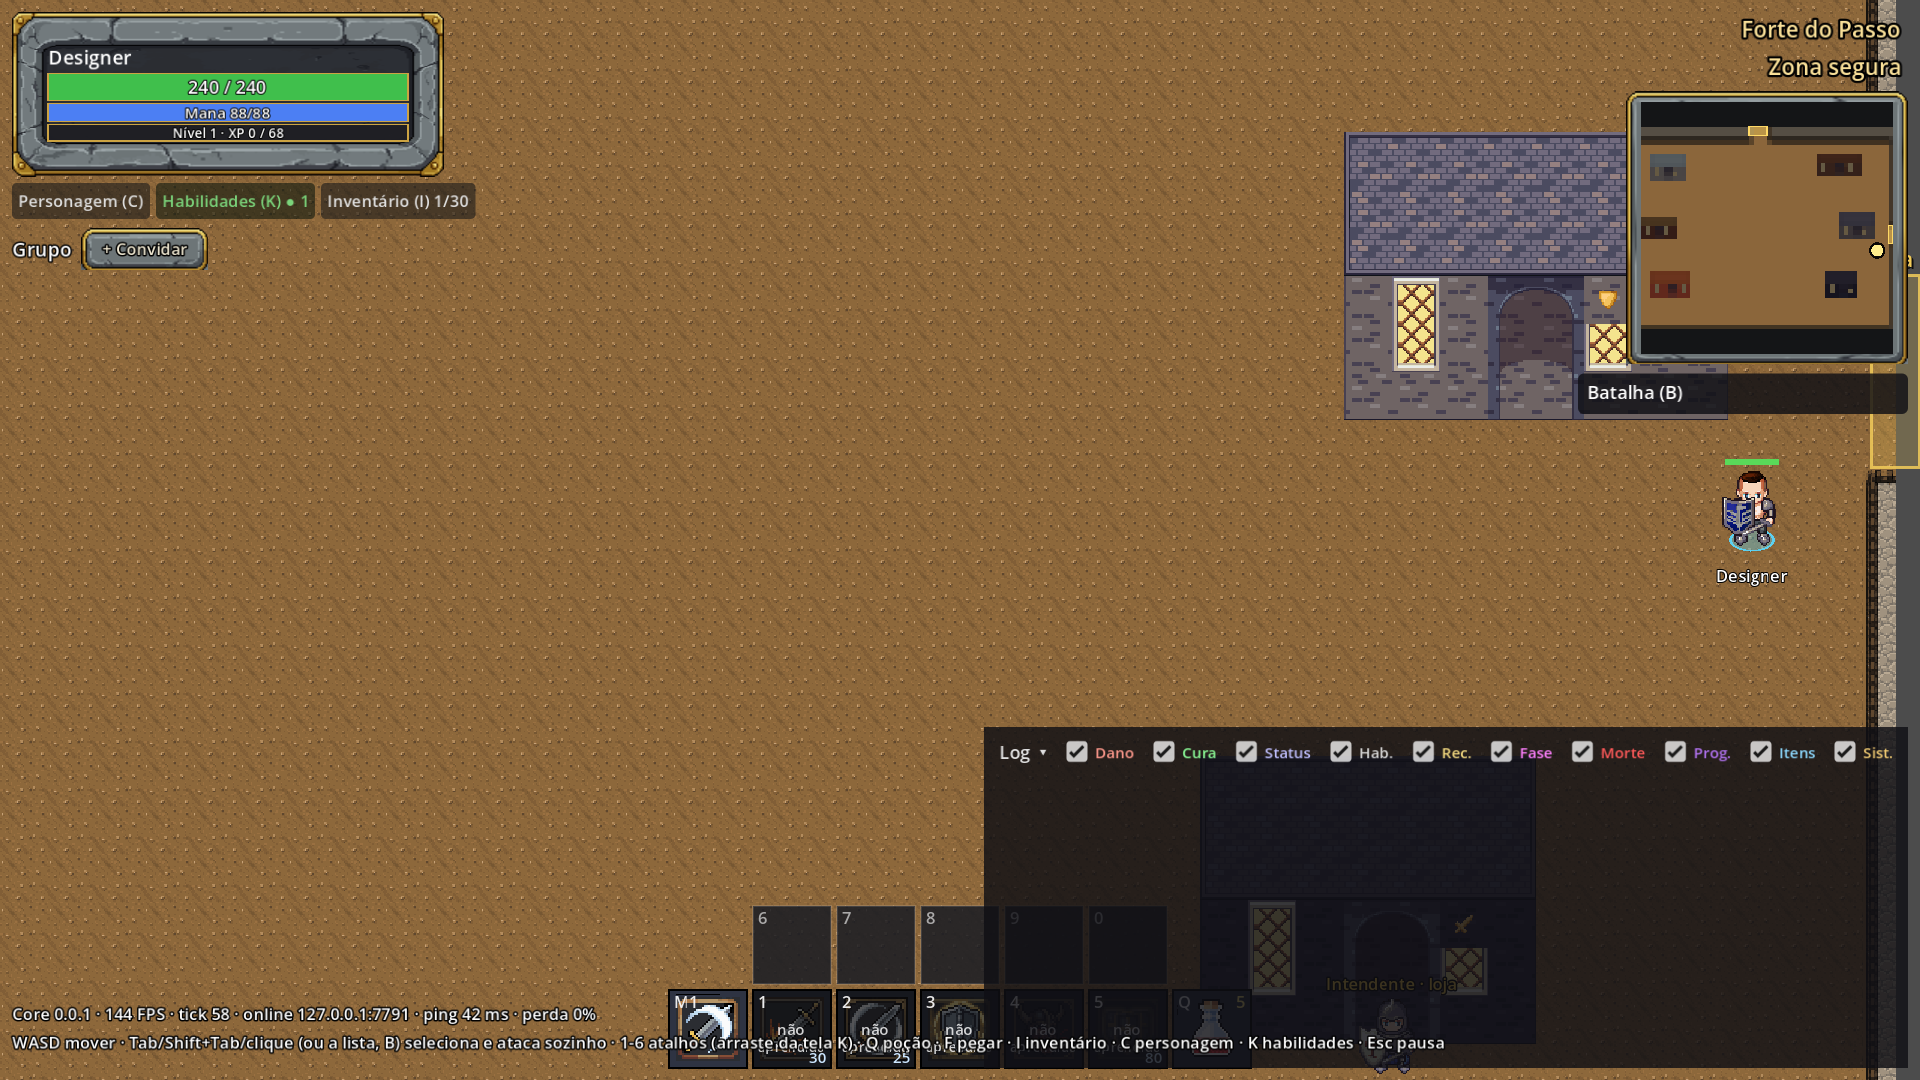 Designer
240 / 240
Mana 88/88
Nível 1 · XP 0 / 68
Personagem (C)
Habilidades (K) ● 1
Inventário (I) 1/30
Grupo
+ Convidar
Forte do Passo
Zona segura
Batalha (B)
Designer
Log
Dano
Cura
Status
Hab.
Rec.
Fase
Morte
Prog.
Itens
Sist.
6
7
8
9
0
Intendente · loja
M1
1
2
3
4
5
Q
5
não
não
não
não
não
30
25
80
Core 0.0.1 · 144 FPS · tick 58 · online 127.0.0.1:7791 · ping 42 ms · perda 0%
WASD mover · Tab/Shift+Tab/clique (ou a lista, B) seleciona e ataca sozinho · 1-6 atalhos (arraste da tela K) · Q poção · F pegar · I inventário · C personagem · K habilidades · Esc pausa